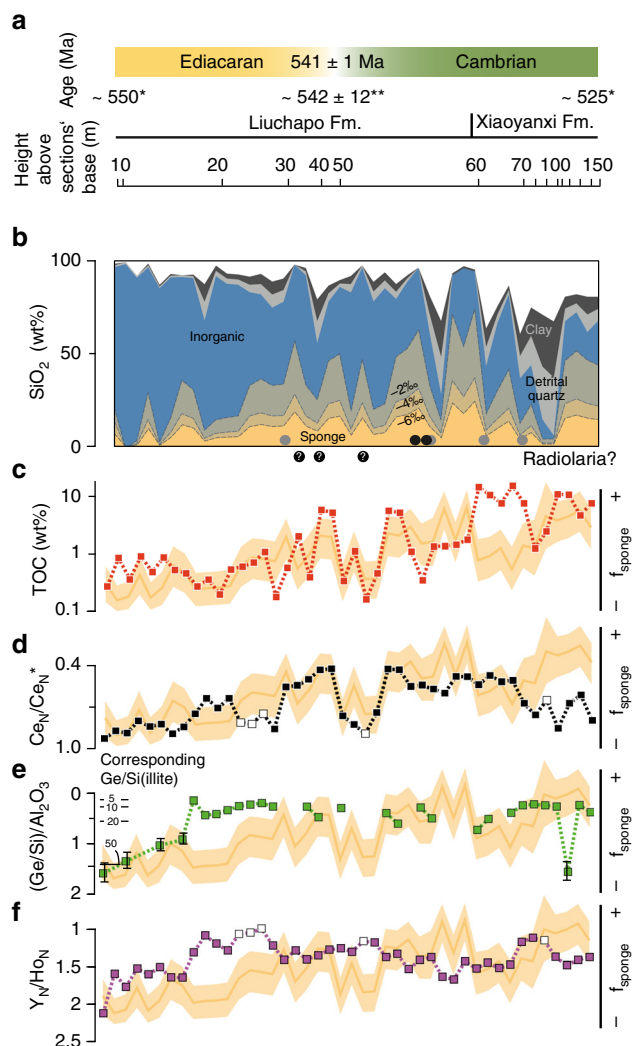 a
Age (Ma)
Ediacaran 541 ± 1 Ma Cambrian
~ 550* ~ 542 ± 12** ~ 525*
Height above sections' base (m)
Liuchapo Fm. Xiaoyanxi Fm.
10 20 30 40 50 60 70 100 150
b
SiO2 (wt%)
100
50
0
Inorganic
Clay
Detrital
quartz
–2‰
–4‰
–6‰
Sponge
? ? ? Radiolaria?
c
TOC (wt%)
10
1
0.1
– fsponge +
d
CeN/CeN*
0.4
1.0
– fsponge +
e
Corresponding
Ge/Si(illite)
(Ge/Si)/Al2O3
0
1
2
5
10
20
50
– fsponge +
f
YN/HoN
1
1.5
2
2.5
– fsponge +